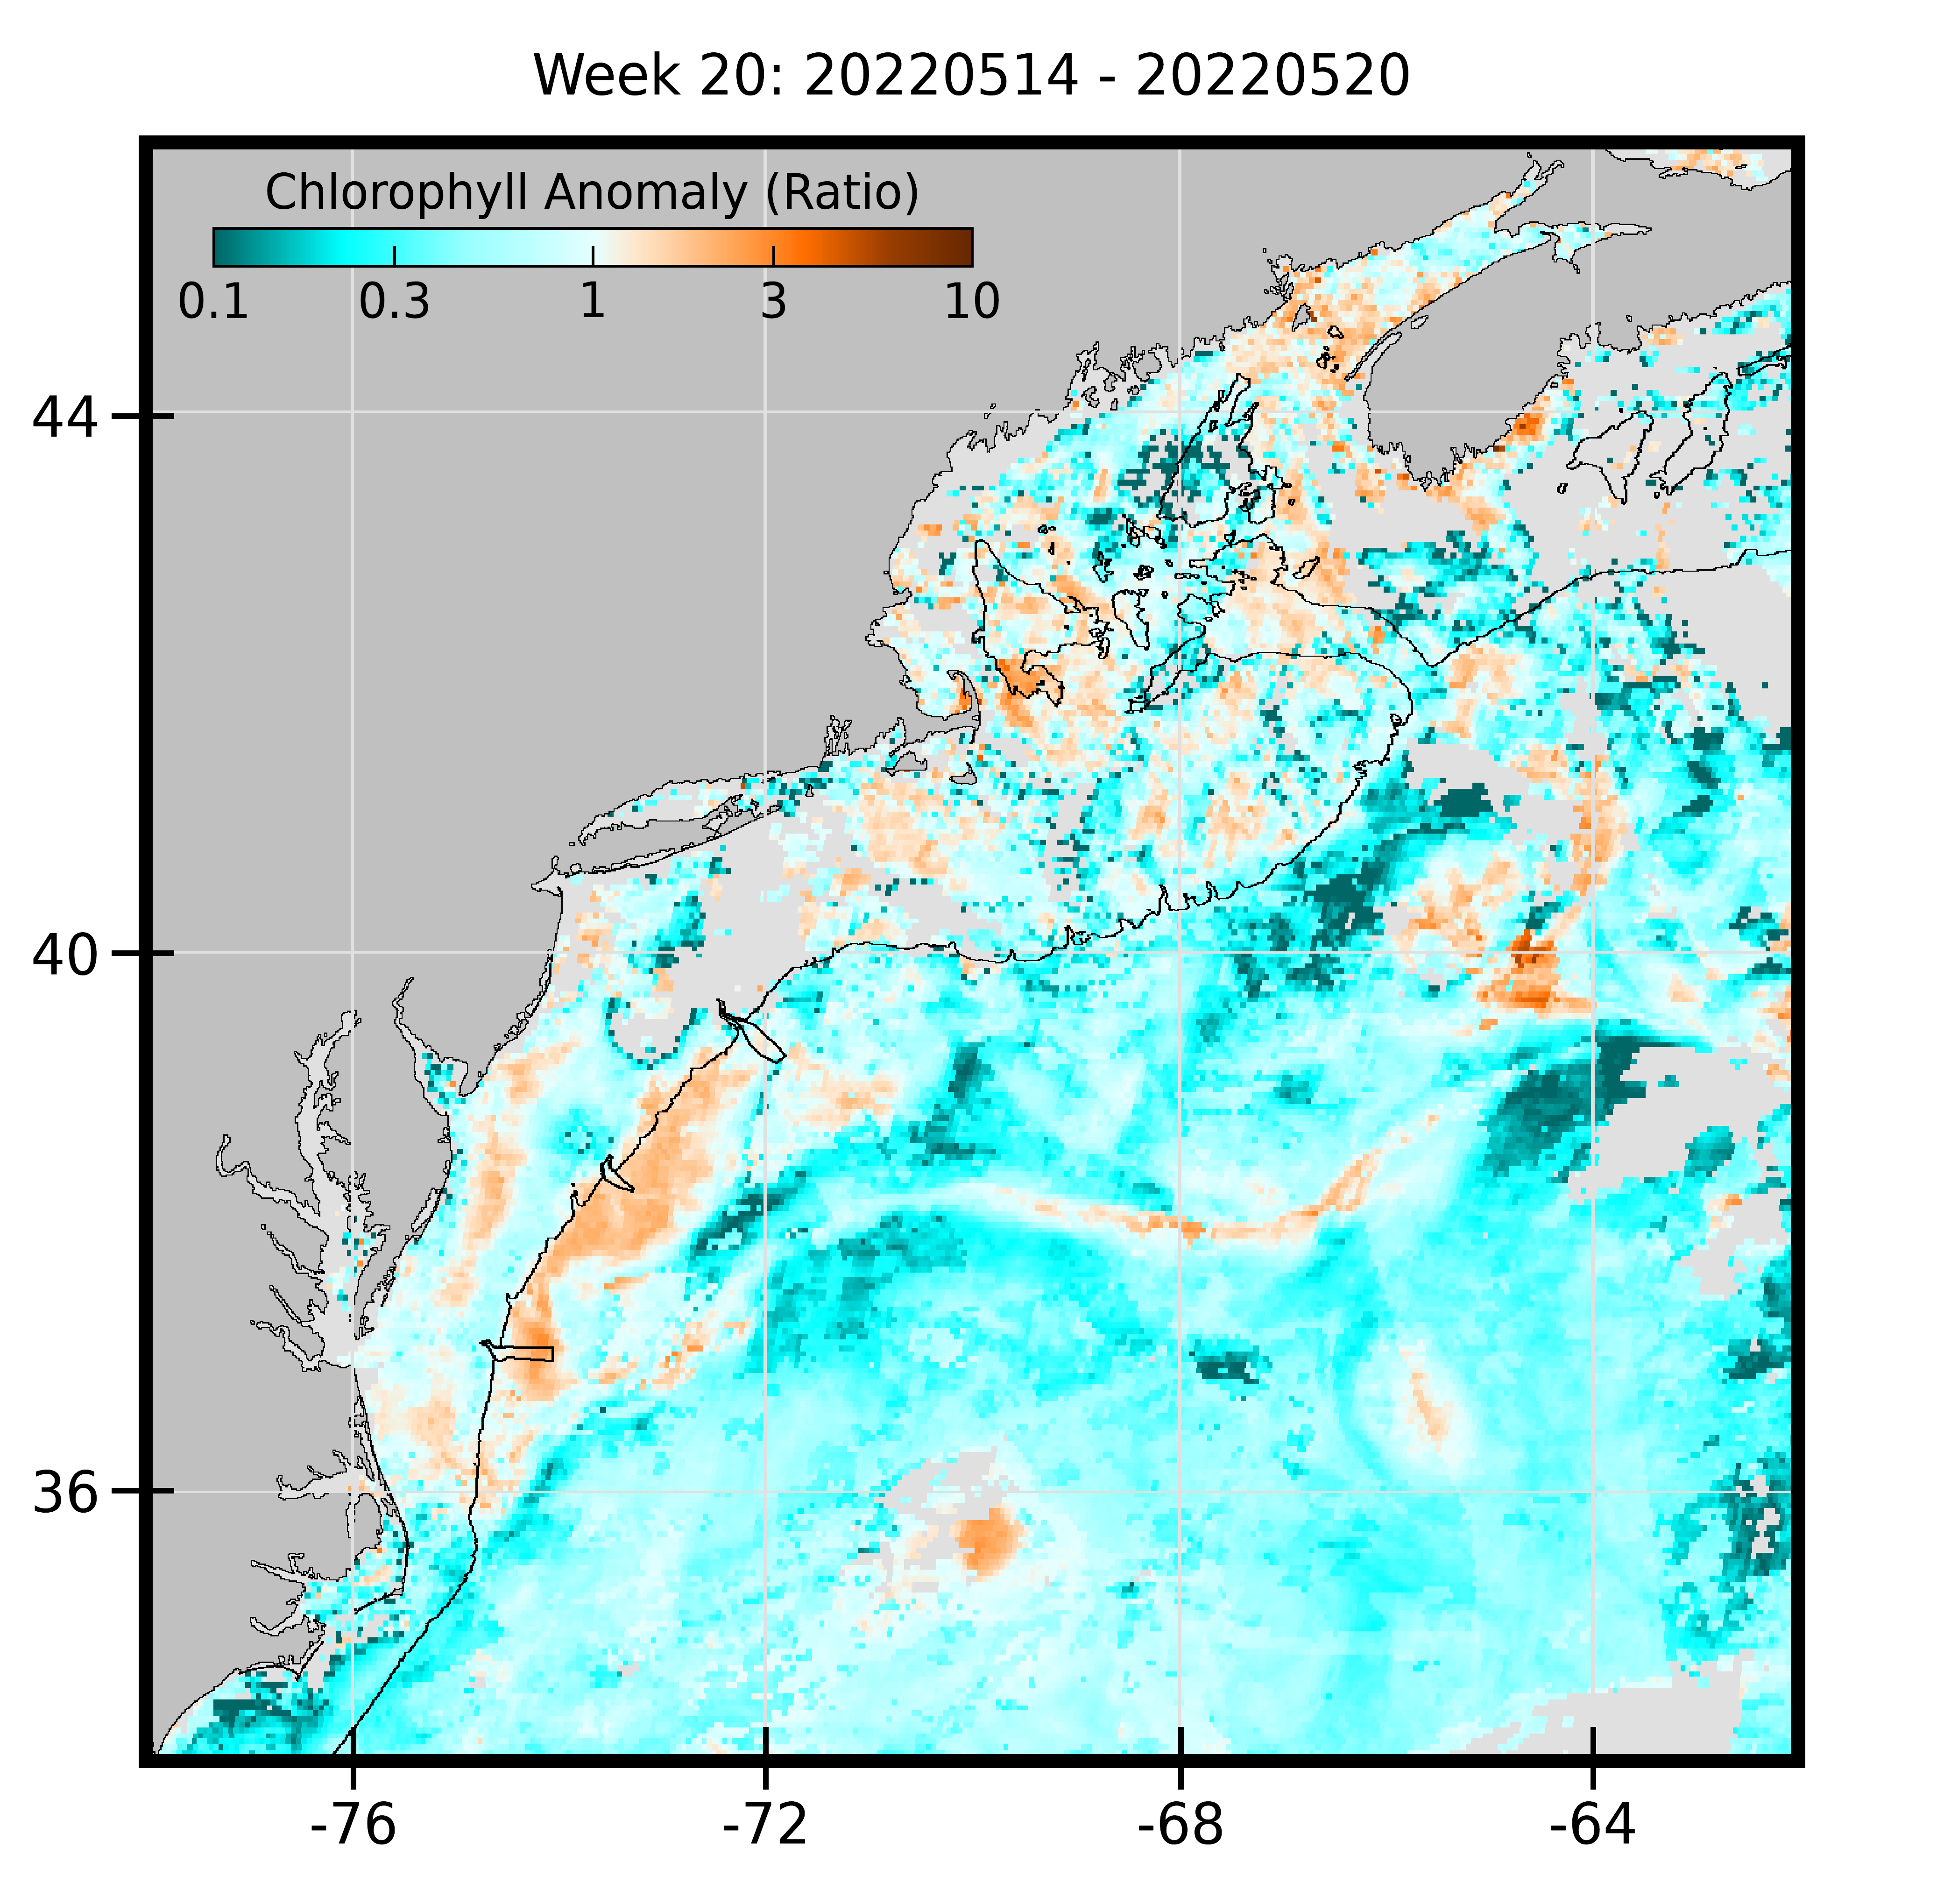 Week 20: 20220514 - 20220520
Chlorophyll Anomaly (Ratio)
0.1 0.3 1 3 10
44
40
36
-76 -72 -68 -64